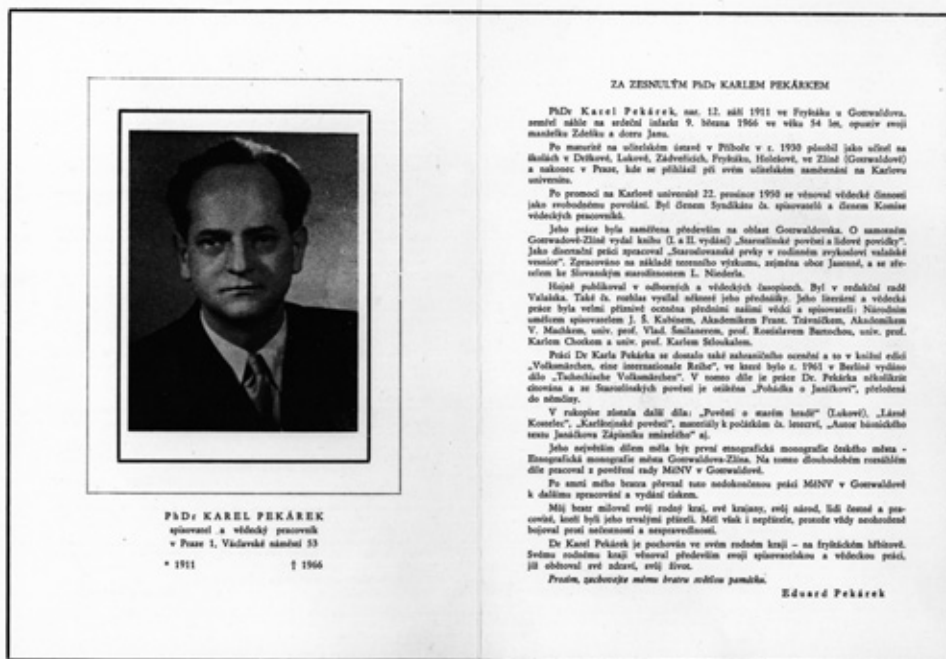 PhDr KAREL PEKÁREK
spisovatel a vědecký pracovník
v Praze 1, Václavské náměstí 53
* 1911 † 1966
ZA ZESNULÝM PhDr KARLEM PEKÁRKEM
PhDr Karel Pekárek, nar. 12. září 1911 ve Fryštáku u Gottwaldova,
zemřel náhle na srdeční infarkt 9. března 1966 ve věku 54 let, opustiv svoji
manželku Zdeňku a dceru Janu.
Po maturitě na učitelském ústavě v Příboře v r. 1930 působil jako učitel na
školách v Držkové, Lukově, Zádveřicích, Fryštáku, Holešově, ve Zlíně (Gottwaldově)
a nakonec v Praze, kde se přihlásil při svém učitelském zaměstnání na Karlovu
universitu.
Po promoci na Karlově universitě 22. prosince 1950 se věnoval vědecké činnosti
jako svobodnému povolání. Byl členem Syndikátu čs. spisovatelů a členem Komise
vědeckých pracovníků.
Jeho práce byla zaměřena především na oblast Gottwaldovska. O samotném
Gottwadově-Zlíně vydal knihu (I. a II. vydání) „Starozlínské pověsti a lidové povídky".
Jako disertační práci zpracoval „Staroslovanské prvky v rodinném zvykosloví valašské
vesnice". Zpracováno na základě terenního výzkumu, zejména obce Jasenné, a se zře-
telem ke Slovanským starožitnostem L. Niederla.
Hojně publikoval v odborných a vědeckých časopisech. Byl v redakční radě
Valašska. Také čs. rozhlas vysílal některé jeho přednášky. Jeho literární a vědecká
práce byla velmi příznivě oceněna předními našimi vědci a spisovateli: Národním
umělcem spisovatelem J. Š. Kubínem, Akademikem Franz. Trávníčkem, Akademikem
V. Machkem, univ. prof. Vlad. Šmilauerem, prof. Rostislavem Bartochou, univ. prof.
Karlem Chotkem a univ. prof. Karlem Stloukalem.
Práci Dr Karla Pekárka se dostalo také zahraničního ocenění a to v knižní edici
„Volksmärchen, eine internationale Reihe", ve které bylo r. 1961 v Berlíně vydáno
dílo „Tschechische Volksmärchen". V tomto díle je práce Dr. Pekárka několikráte
citována a ze Starozlínských pověstí je otištěna „Pohádka o Janíčkovi", přeložená
do němčiny.
V rukopise zůstala další díla: „Pověsti o starém hradě" (Lukově), „Lázně
Kostelec", „Karlštejnské pověsti", materiály k počátkům čs. letectví, „Autor básnického
textu Janáčkova Zápisníku zmizelého" aj.
Jeho největším dílem měla být první etnografická monografie českého města -
Etnografická monografie města Gottwaldova-Zlína. Na tomto dlouhodobém rozsáhlém
díle pracoval z pověření rady MěNV v Gottwaldově.
Po smrti mého bratra převzal tuto nedokončenou práci MěNV v Gottwaldově
k dalšímu zpracování a vydání tiskem.
Můj bratr miloval svůj rodný kraj, své krajany, svůj národ, lidi čestné a pra-
covité, kteří byli jeho trvalými přáteli. Měl však i nepřátele, protože vždy neohroženě
bojoval proti nečestnosti a nespravedlnosti.
Dr Karel Pekárek je pochován ve svém rodném kraji – na fryštáckém hřbitově.
Svému rodnému kraji věnoval především svoji spisovatelskou a vědeckou práci,
jíž obětoval své zdraví, svůj život.
Prosím, zachovejte mému bratru světlou památku.
Eduard Pekárek